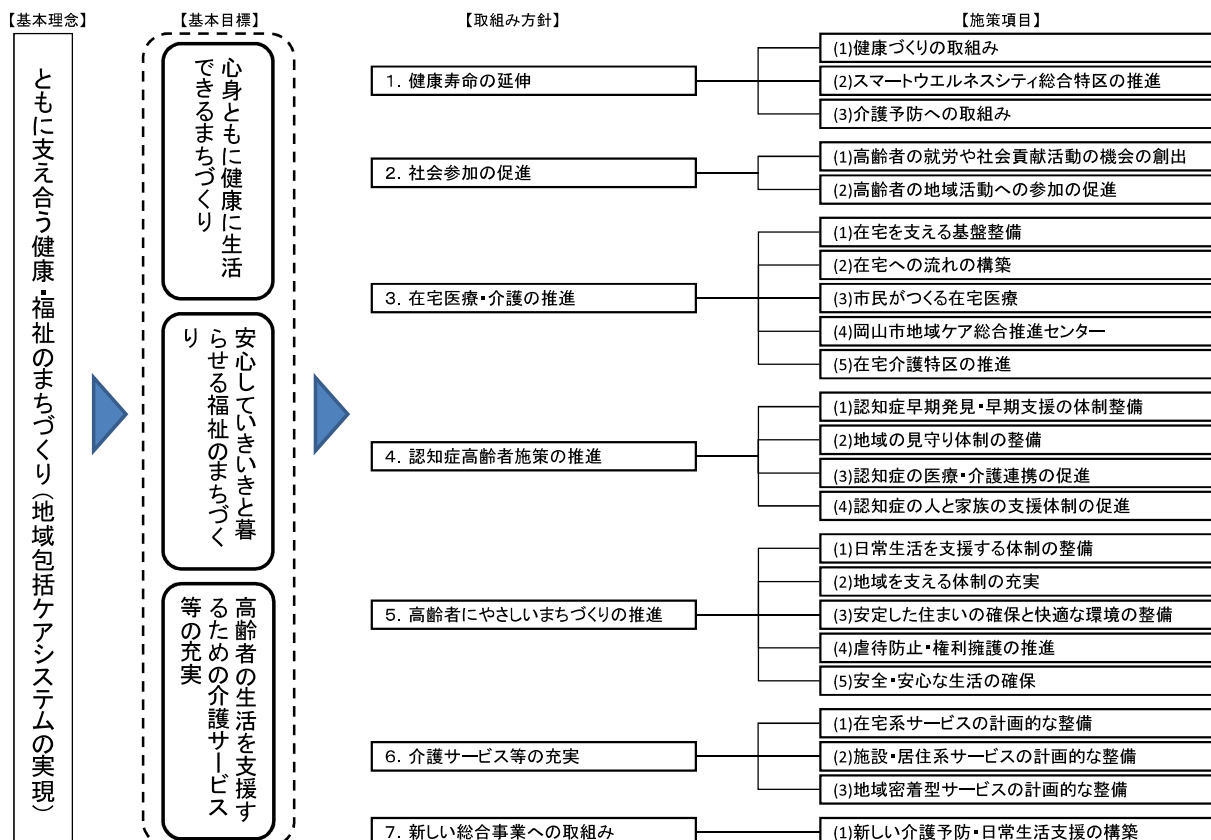 【基本理念】
ともに支え合う健康・福祉のまちづくり（地域包括ケアシステムの実現）
【基本目標】
心身ともに健康に生活
できるまちづくり
安心していきいきと暮
らせる福祉のまちづく
り
高齢者の生活を支援す
るための介護サービス
等の充実
【取組み方針】
【施策項目】
1．健康寿命の延伸
(1)健康づくりの取組み
(2)スマートウエルネスシティ総合特区の推進
(3)介護予防への取組み
2．社会参加の促進
(1)高齢者の就労や社会貢献活動の機会の創出
(2)高齢者の地域活動への参加の促進
3．在宅医療・介護の推進
(1)在宅を支える基盤整備
(2)在宅への流れの構築
(3)市民がつくる在宅医療
(4)岡山市地域ケア総合推進センター
(5)在宅介護特区の推進
4．認知症高齢者施策の推進
(1)認知症早期発見・早期支援の体制整備
(2)地域の見守り体制の整備
(3)認知症の医療・介護連携の促進
(4)認知症の人と家族の支援体制の促進
5．高齢者にやさしいまちづくりの推進
(1)日常生活を支援する体制の整備
(2)地域を支える体制の充実
(3)安定した住まいの確保と快適な環境の整備
(4)虐待防止・権利擁護の推進
(5)安全・安心な生活の確保
6．介護サービス等の充実
(1)在宅系サービスの計画的な整備
(2)施設・居住系サービスの計画的な整備
(3)地域密着型サービスの計画的な整備
7．新しい総合事業への取組み
(1)新しい介護予防・日常生活支援の構築